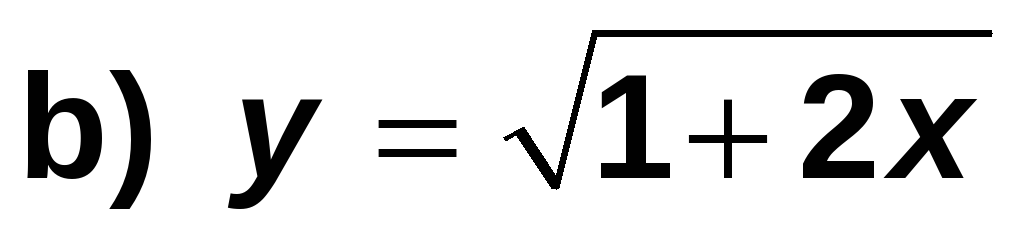 b) y = √1+2x